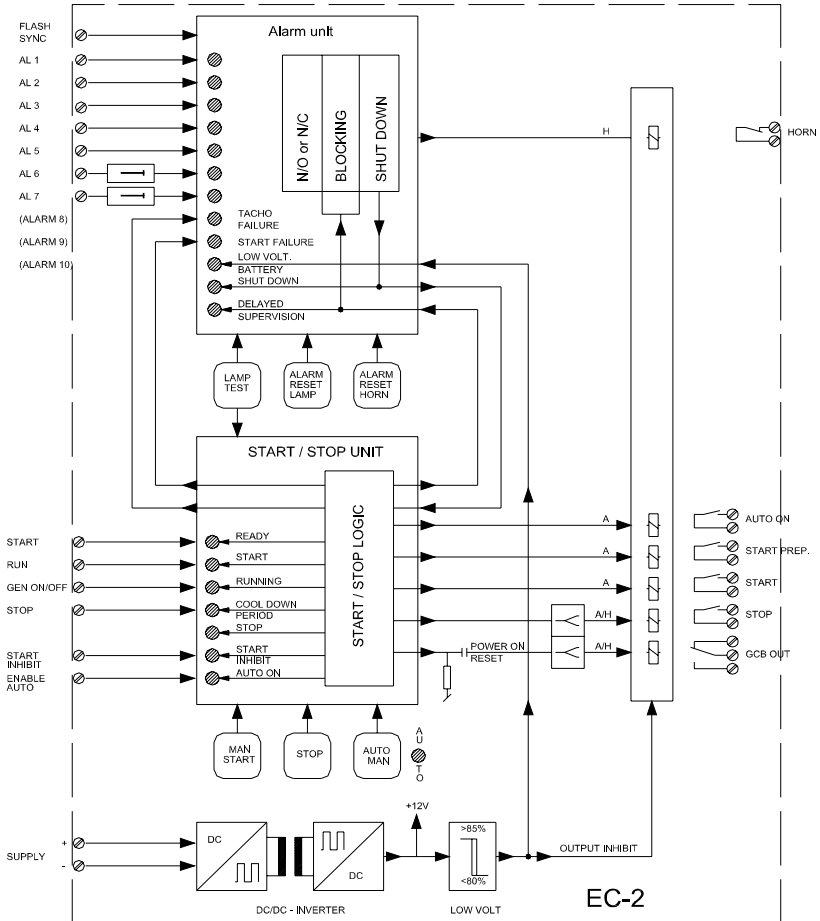 FLASH
SYNC
AL 1
AL 2
AL 3
AL 4
AL 5
AL 6
AL 7
(ALARM 8)
(ALARM 9)
(ALARM 10)
Alarm unit
N/O or N/C
BLOCKING
SHUT DOWN
TACHO
FAILURE
START FAILURE
LOW VOLT.
BATTERY
SHUT DOWN
DELAYED
SUPERVISION
H
HORN
LAMP
TEST
ALARM
RESET
LAMP
ALARM
RESET
HORN
START / STOP UNIT
START / STOP LOGIC
START
RUN
GEN ON/OFF
STOP
START
INHIBIT
ENABLE
AUTO
READY
START
RUNNING
COOL DOWN
PERIOD
STOP
START
INHIBIT
AUTO ON
A
A
A
A/H
A/H
POWER ON
RESET
AUTO ON
START PREP.
START
STOP
GCB OUT
MAN
START
STOP
AUTO
MAN
AUTO
+12V
SUPPLY
+
-
DC
DC
DC/DC - INVERTER
>85%
<80%
LOW VOLT
OUTPUT INHIBIT
EC-2